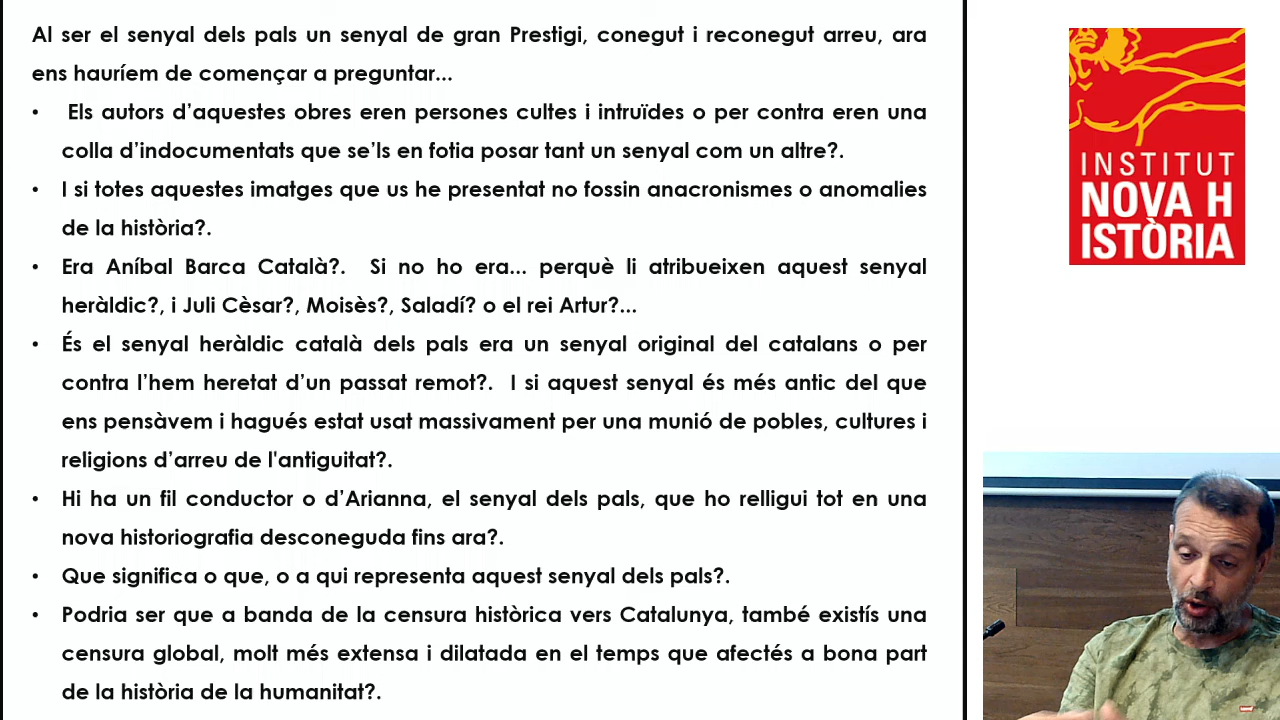 Al ser el senyal dels pals un senyal de gran Prestigi, conegut i reconegut arreu, ara
ens hauríem de començar a preguntar...
• Els autors d'aquestes obres eren persones cultes i intruïdes o per contra eren una
colla d'indocumentats que se'ls en fotia posar tant un senyal com un altre?.
• I si totes aquestes imatges que us he presentat no fossin anacronismes o anomalies
de la història?.
• Era Aníbal Barca Català?. Si no ho era... perquè li atribueixen aquest senyal
heràldic?, i Juli Cèsar?, Moisès?, Saladí? o el rei Artur?...
• És el senyal heràldic català dels pals era un senyal original del catalans o per
contra l'hem heretat d'un passat remot?. I si aquest senyal és més antic del que
ens pensàvem i hagués estat usat massivament per una munió de pobles, cultures i
religions d'arreu de l'antiguitat?.
• Hi ha un fil conductor o d'Arianna, el senyal dels pals, que ho relligui tot en una
nova historiografia desconeguda fins ara?.
• Que significa o que, o a qui representa aquest senyal dels pals?.
• Podria ser que a banda de la censura històrica vers Catalunya, també existís una
censura global, molt més extensa i dilatada en el temps que afectés a bona part
de la història de la humanitat?.
INSTITUT
NOVA H
ISTÒRIA